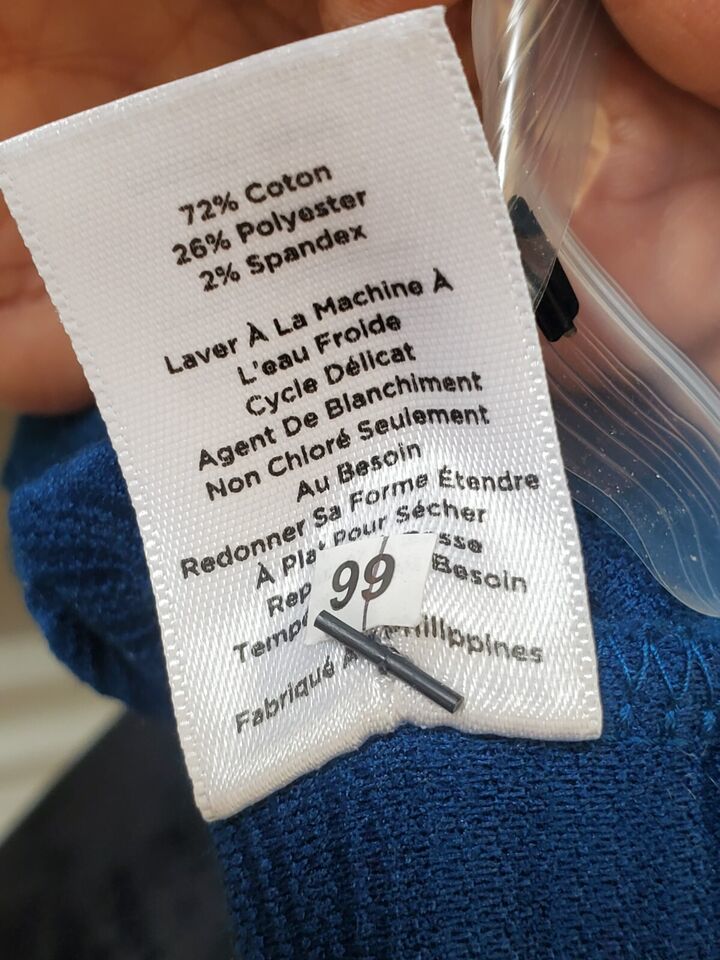 72% Coton
26% Polyester
2% Spandex
Laver À La Machine À
L'eau Froide
Cycle Délicat
Agent De Blanchiment
Non Chloré Seulement
Au Besoin
Redonner Sa Forme Étendre
À Plat Pour Sécher
Besoin
99
Fabriqué Philippines